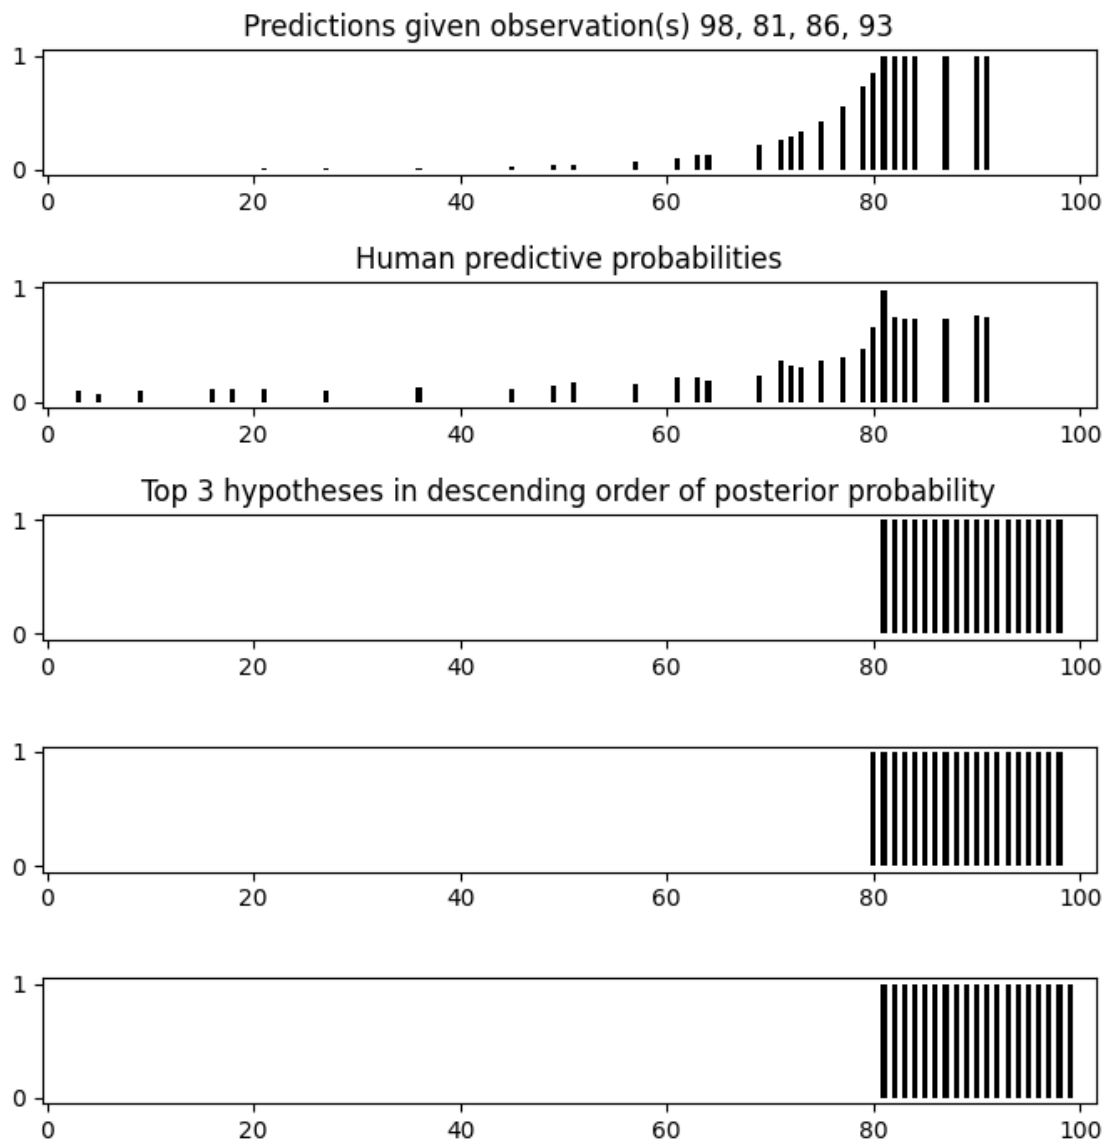 Predictions given observation(s) 98, 81, 86, 93
1
0
0 20 40 60 80 100
Human predictive probabilities
1
0
0 20 40 60 80 100
Top 3 hypotheses in descending order of posterior probability
1
0
0 20 40 60 80 100
1
0
0 20 40 60 80 100
1
0
0 20 40 60 80 100